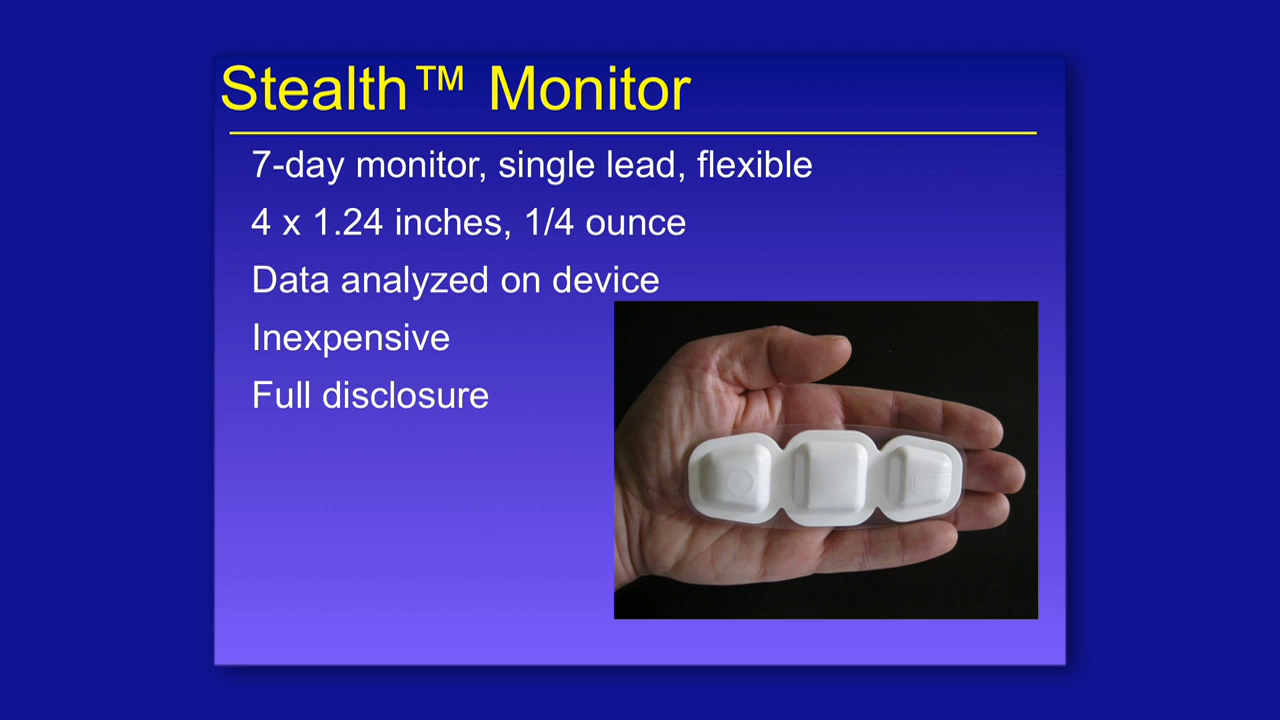 Stealth™ Monitor
7-day monitor, single lead, flexible
4 x 1.24 inches, 1/4 ounce
Data analyzed on device
Inexpensive
Full disclosure